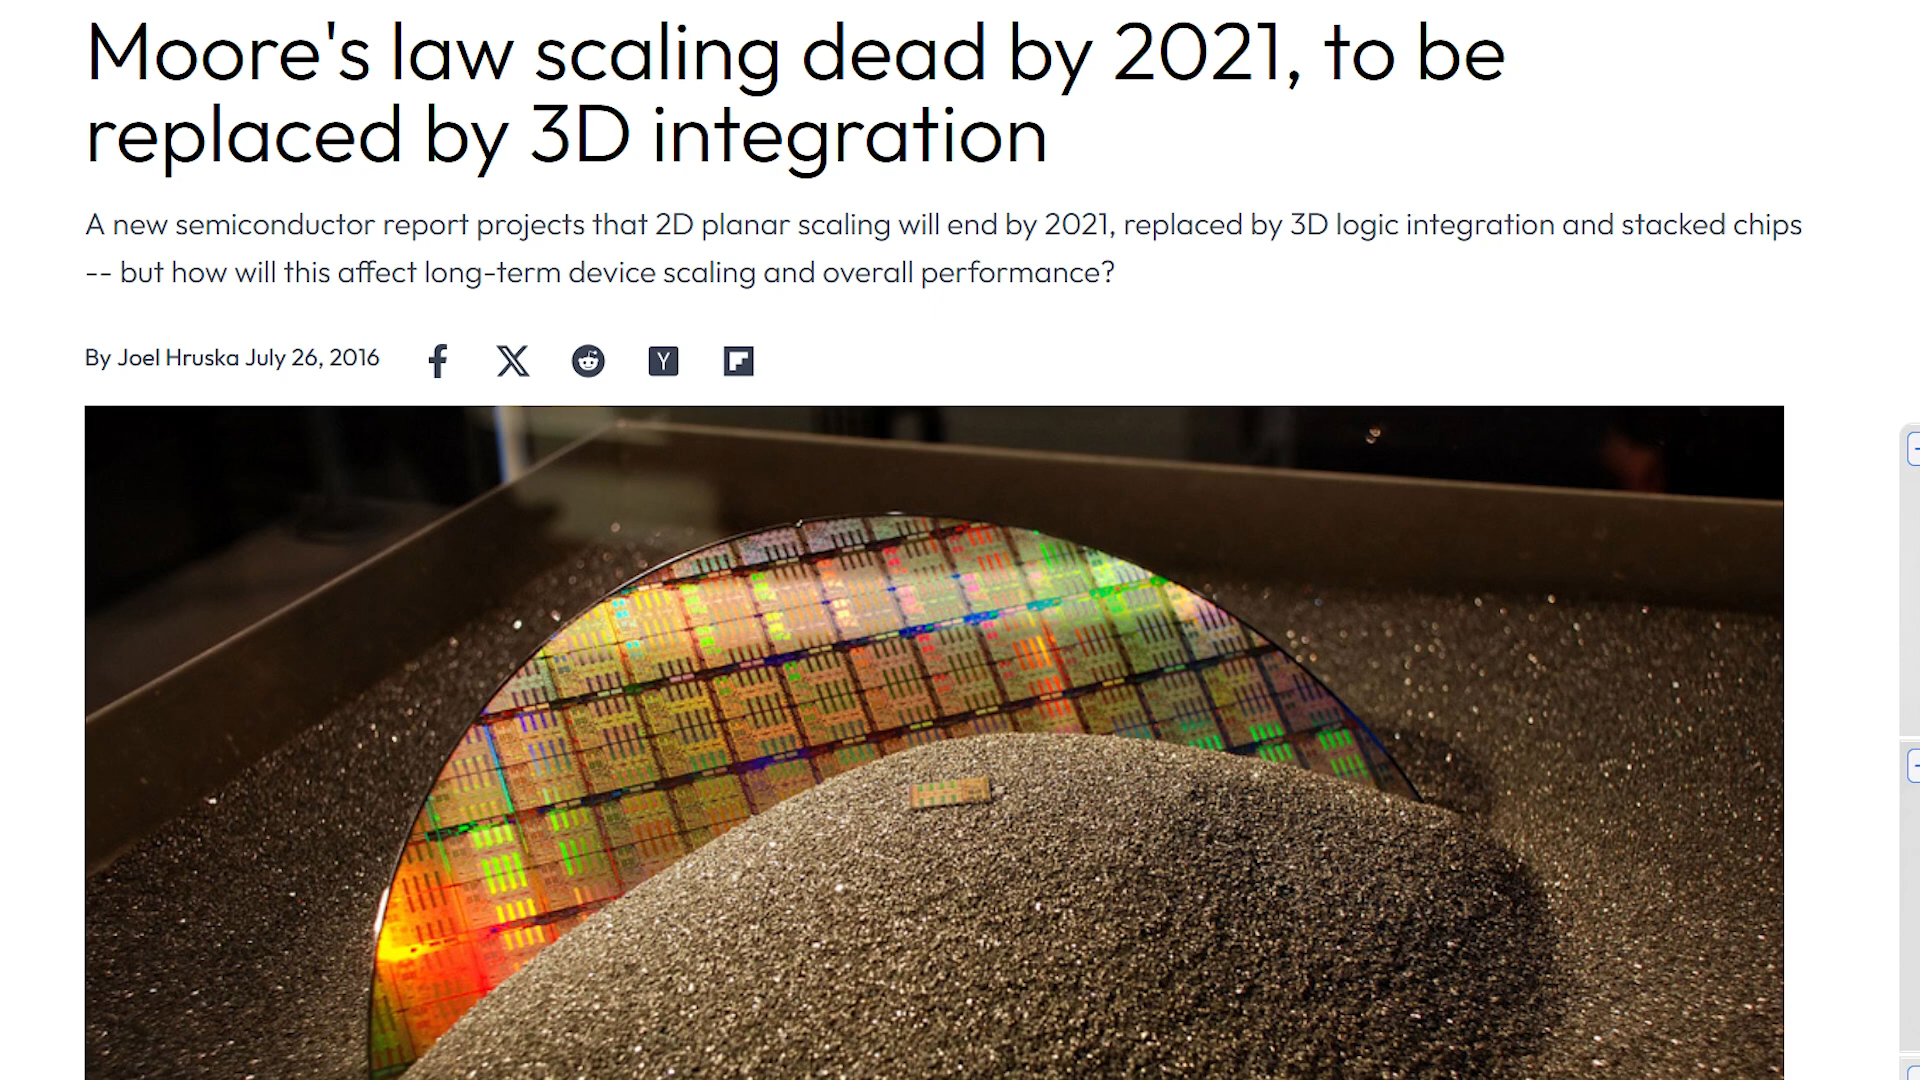 Moore's law scaling dead by 2021, to be
replaced by 3D integration
A new semiconductor report projects that 2D planar scaling will end by 2021, replaced by 3D logic integration and stacked chips
-- but how will this affect long-term device scaling and overall performance?
By Joel Hruska July 26, 2016